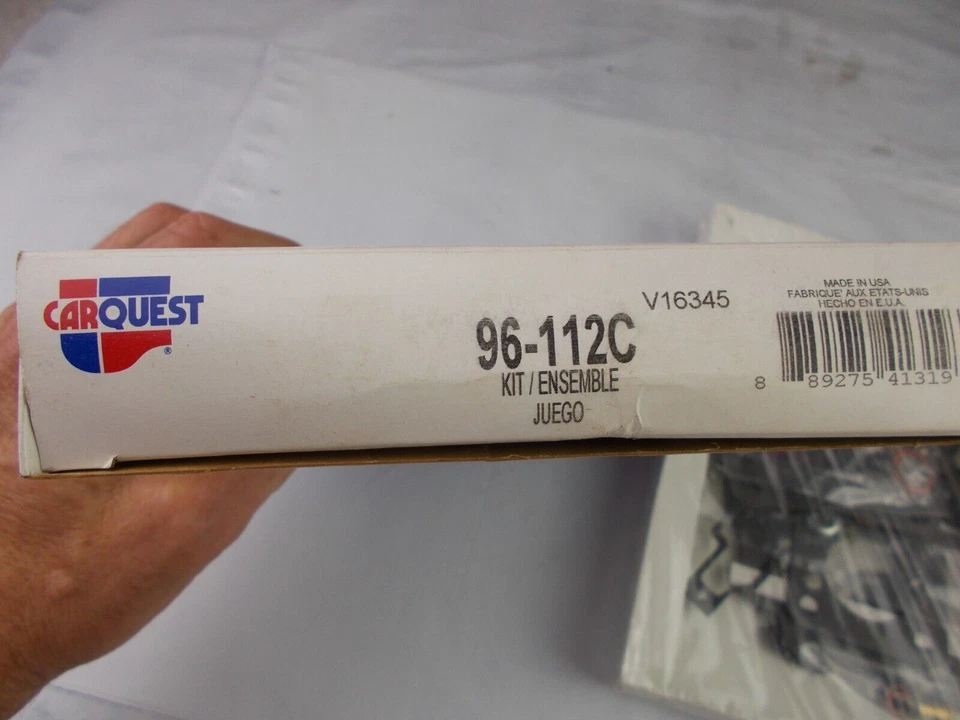 CARQUEST®
96-112C
KIT / ENSEMBLE
JUEGO
V16345
MADE IN USA
FABRIQUE' AUX ETATS-UNIS
HECHO EN E.U.A.
8 89275 41319